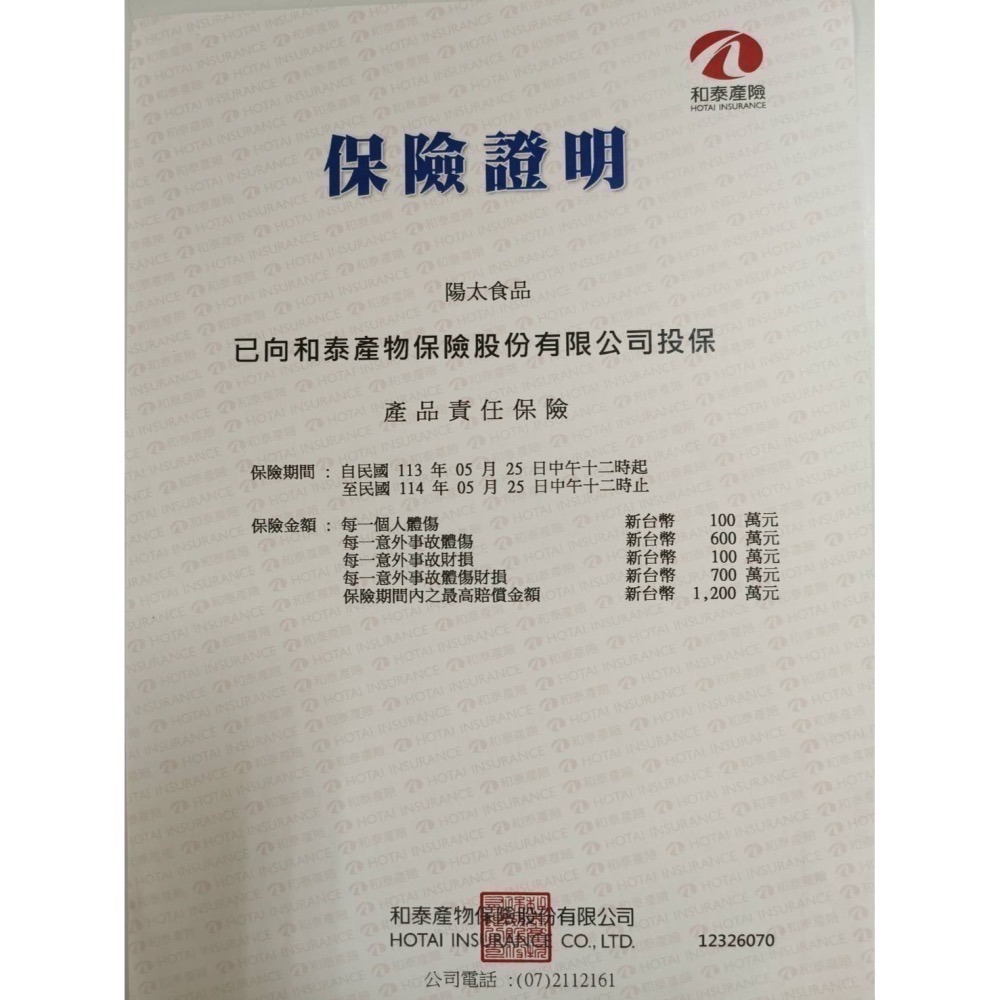 和泰產險
HOTAI INSURANCE
保險證明
陽太食品
已向和泰產物保險股份有限公司投保
產品責任保險
保險期間 : 自民國 113 年 05 月 25 日中午十二時起
至民國 114 年 05 月 25 日中午十二時止
保險金額 : 每一個人體傷 新台幣 100 萬元
每一意外事故體傷 新台幣 600 萬元
每一意外事故財損 新台幣 100 萬元
每一意外事故體傷財損 新台幣 700 萬元
保險期間內之最高賠償金額 新台幣 1,200 萬元
和泰產物保險股份有限公司
HOTAI INSURANCE CO., LTD. 12326070
公司電話 :(07)2112161